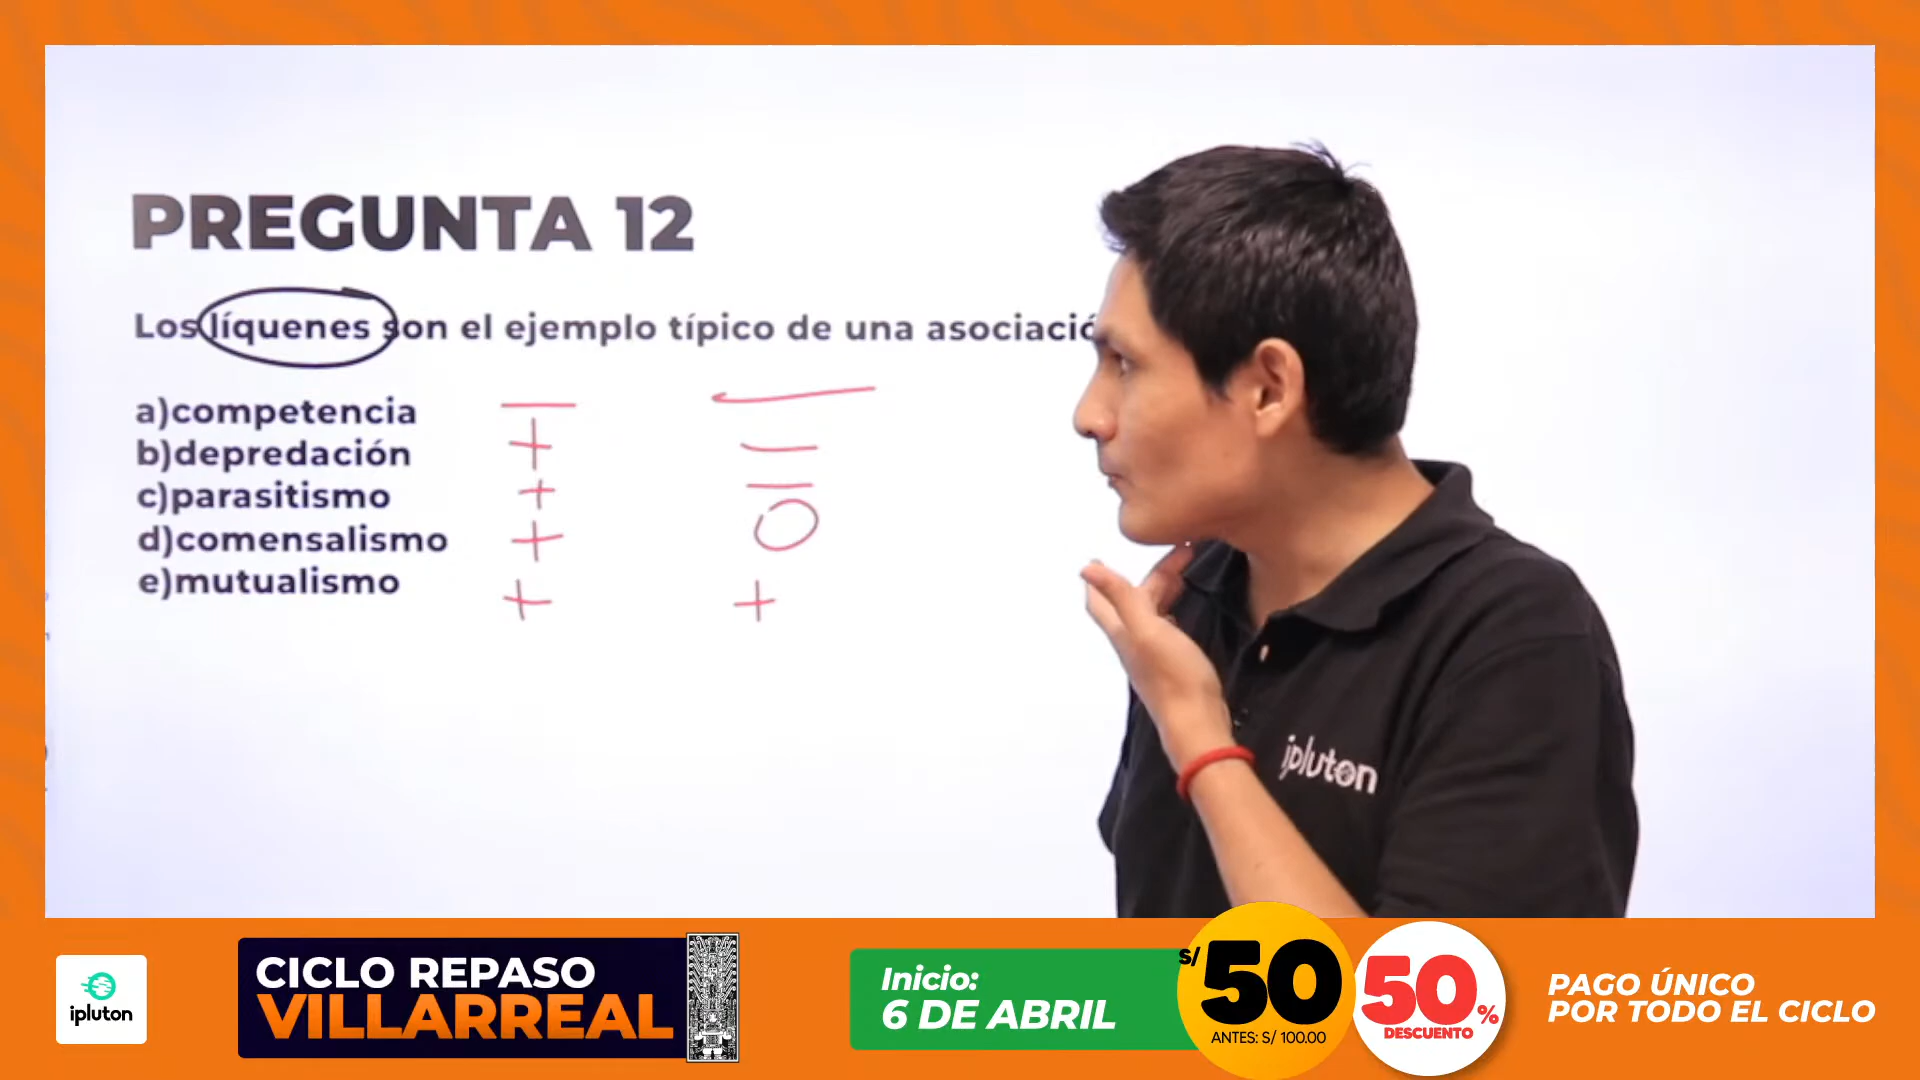 PREGUNTA 12
Los líquenes son el ejemplo típico de una asociació
a)competencia — —
b)depredación + —
c)parasitismo + —
d)comensalismo + O
e)mutualismo + +
ipluton
ipluton
CICLO REPASO
VILLARREAL
Inicio:
6 DE ABRIL
S/ 50
ANTES: S/ 100.00
50%
DESCUENTO
PAGO ÚNICO
POR TODO EL CICLO